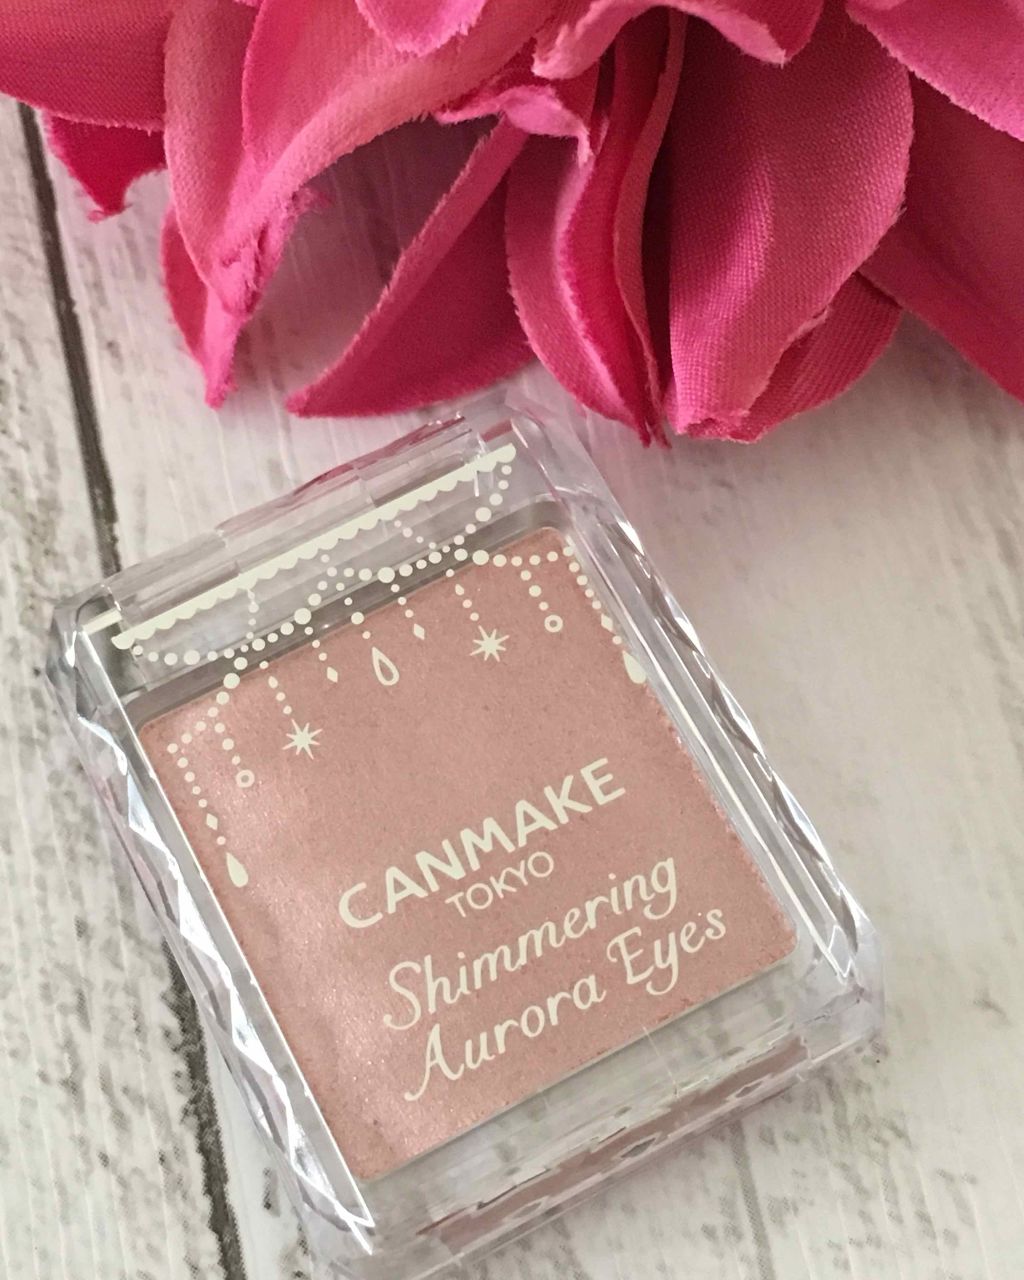 CANMAKE
TOKYO
Shimmering
Aurora Eyes